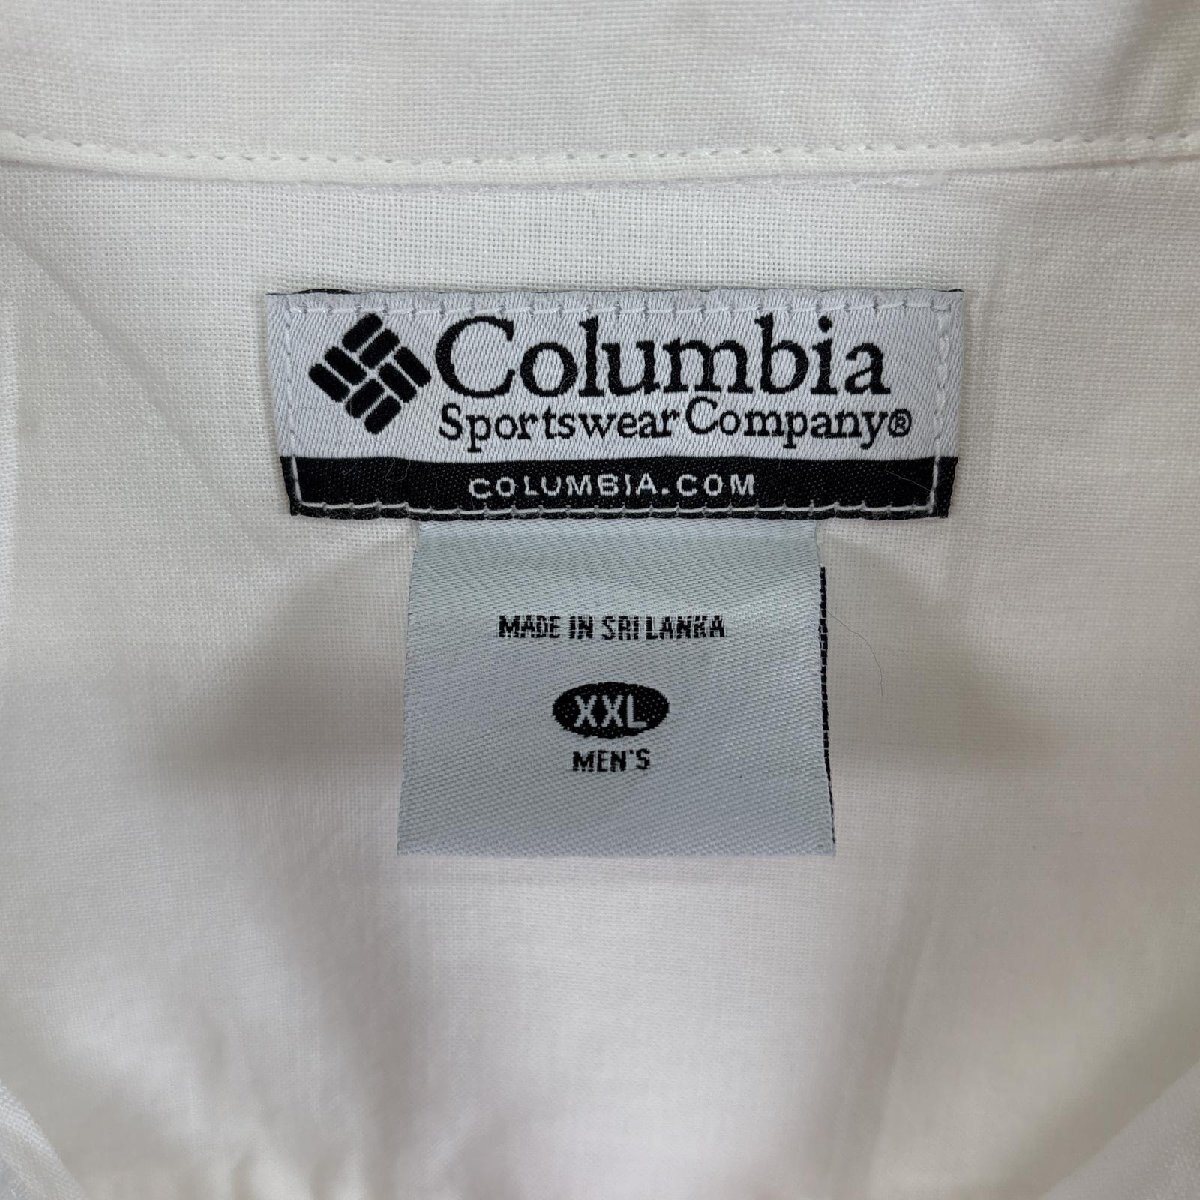 Columbia
Sportswear Company®
COLUMBIA.COM
MADE IN SRI LANKA
XXL
MEN'S